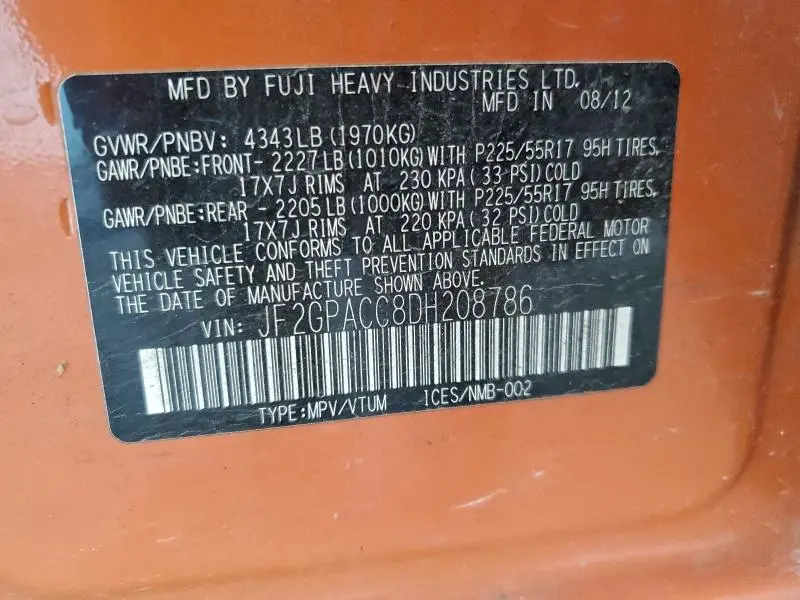 MFD BY FUJI HEAVY INDUSTRIES LTD.
MFD IN 08/12
GVWR/PNBV: 4343LB (1970KG)
GAWR/PNBE:FRONT- 2227LB (1010KG) WITH P225/55R17 95H TIRES,
17X7J RIMS AT 230 KPA (33 PSI) COLD
GAWR/PNBE:REAR - 2205LB (1000KG) WITH P225/55R17 95H TIRES,
17X7J RIMS AT 220 KPA (32 PSI) COLD
THIS VEHICLE CONFORMS TO ALL APPLICABLE FEDERAL MOTOR
VEHICLE SAFETY AND THEFT PREVENTION STANDARDS IN EFFECT ON
THE DATE OF MANUFACTURE SHOWN ABOVE.
VIN: JF2GPACC8DH208786
TYPE:MPV/VTUM ICES/NMB-002